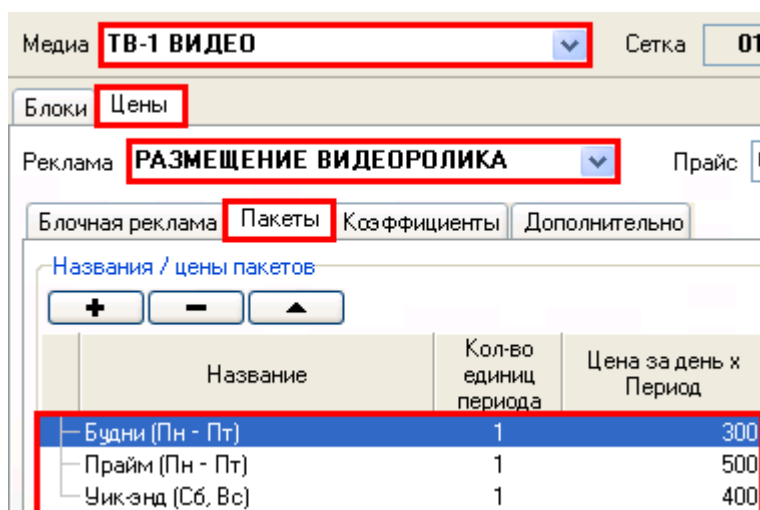 Медиа ТВ-1 ВИДЕО Сетка 01
Блоки Цены
Реклама РАЗМЕЩЕНИЕ ВИДЕОРОЛИКА Прайс
Блочная реклама Пакеты Коэффициенты Дополнительно
Названия / цены пакетов
Название Кол-во единиц периода Цена за день x Период
Будни (Пн - Пт) 1 300
Прайм (Пн - Пт) 1 500
Уик-энд (Сб, Вс) 1 400